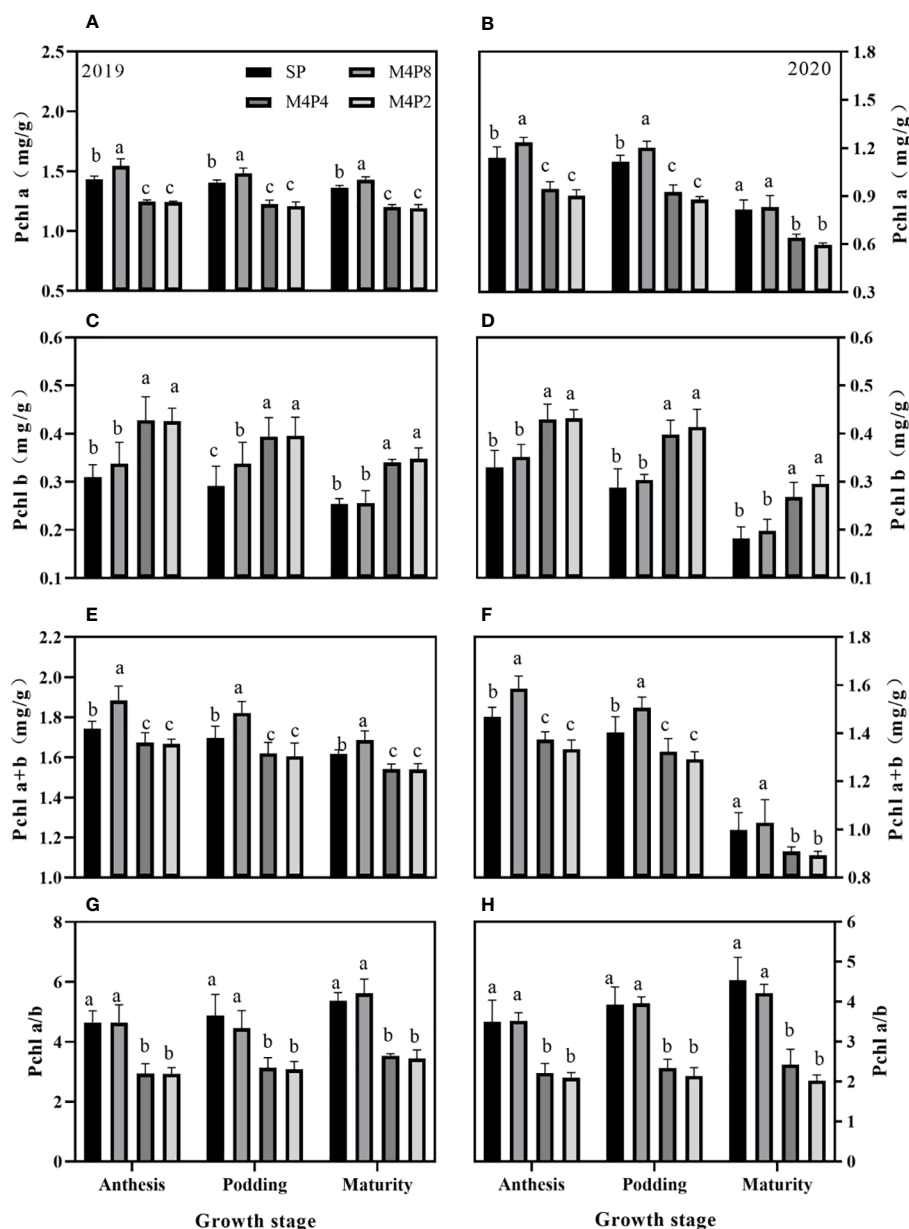 A
B
2.5
2.0
1.5
1.0
0.5
Pchl a (mg/g)
2019
SP
M4P8
M4P4
M4P2
b a c c
b a c c
b a c c
2020
b a c c
b a c c
a a b b
1.8
1.5
1.2
0.9
0.6
0.3
Pchl a (mg/g)
C
D
0.6
0.5
0.4
0.3
0.2
0.1
Pchl b (mg/g)
b b a a
c b a a
b b a a
b b a a
b b a a
b b a a
0.6
0.5
0.4
0.3
0.2
0.1
Pchl b (mg/g)
E
F
2.2
2.0
1.8
1.6
1.4
1.2
1.0
Pchl a+b (mg/g)
b a c c
b a c c
b a c c
b a c c
b a c c
a a b b
1.8
1.6
1.4
1.2
1.0
0.8
Pchl a+b (mg/g)
G
H
8
6
4
2
0
Pchl a/b
a a b b
a a b b
a a b b
a a b b
a a b b
a a b b
6
5
4
3
2
1
0
Pchl a/b
Anthesis Podding Maturity
Growth stage
Anthesis Podding Maturity
Growth stage